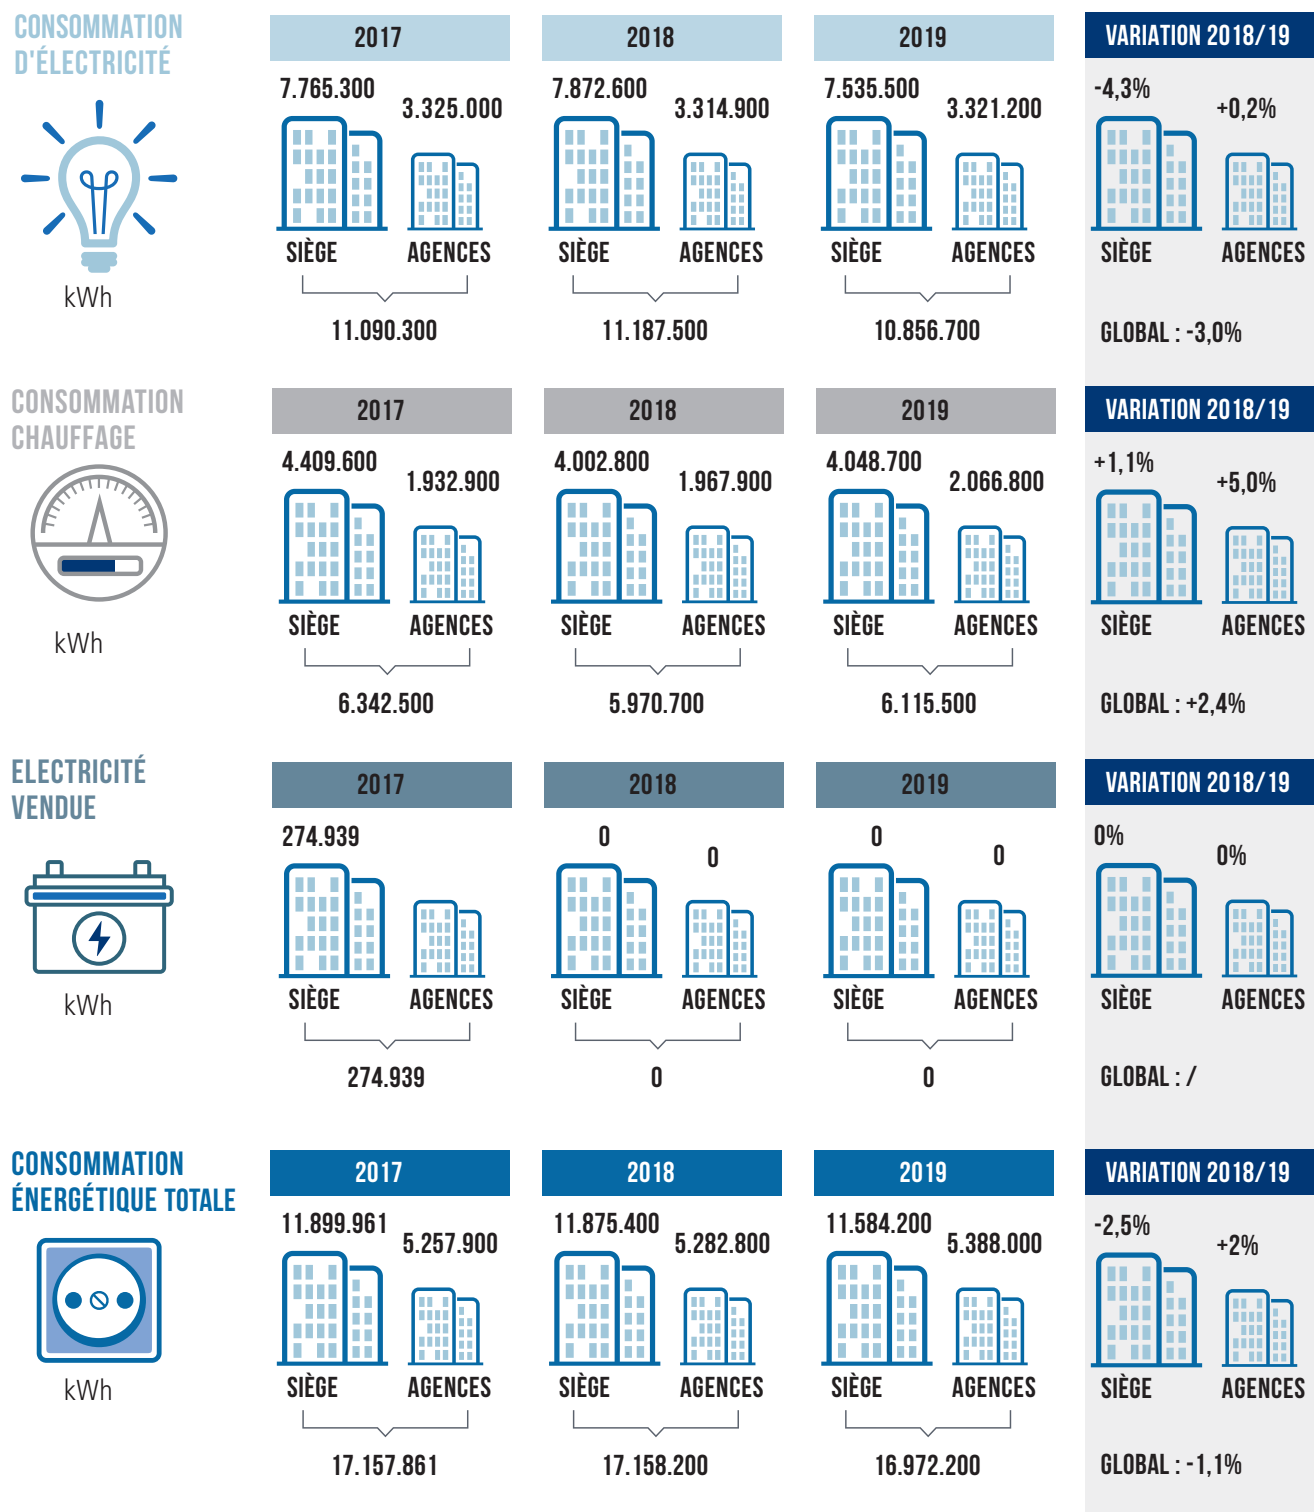 CONSOMMATION
D'ÉLECTRICITÉ
kWh
2017
7.765.300
3.325.000
SIÈGE
AGENCES
11.090.300
2018
7.872.600
3.314.900
SIÈGE
AGENCES
11.187.500
2019
7.535.500
3.321.200
SIÈGE
AGENCES
10.856.700
VARIATION 2018/19
-4,3%
+0,2%
SIÈGE
AGENCES
GLOBAL : -3,0%
CONSOMMATION
CHAUFFAGE
kWh
2017
4.409.600
1.932.900
SIÈGE
AGENCES
6.342.500
2018
4.002.800
1.967.900
SIÈGE
AGENCES
5.970.700
2019
4.048.700
2.066.800
SIÈGE
AGENCES
6.115.500
VARIATION 2018/19
+1,1%
+5,0%
SIÈGE
AGENCES
GLOBAL : +2,4%
ELECTRICITÉ
VENDUE
kWh
2017
274.939
SIÈGE
AGENCES
274.939
2018
0
0
SIÈGE
AGENCES
0
2019
0
0
SIÈGE
AGENCES
0
VARIATION 2018/19
0%
0%
SIÈGE
AGENCES
GLOBAL : /
CONSOMMATION
ÉNERGÉTIQUE TOTALE
kWh
2017
11.899.961
5.257.900
SIÈGE
AGENCES
17.157.861
2018
11.875.400
5.282.800
SIÈGE
AGENCES
17.158.200
2019
11.584.200
5.388.000
SIÈGE
AGENCES
16.972.200
VARIATION 2018/19
-2,5%
+2%
SIÈGE
AGENCES
GLOBAL : -1,1%